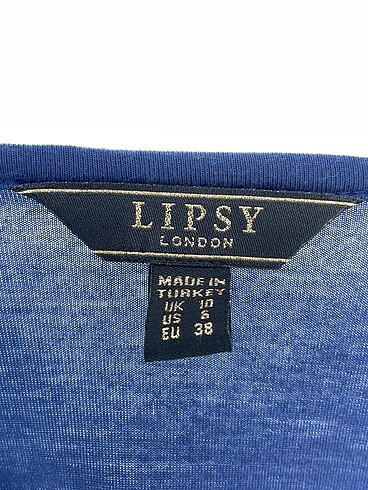 LIPSY
LONDON
MADE IN
TURKEY
UK 10
US 6
EU 38